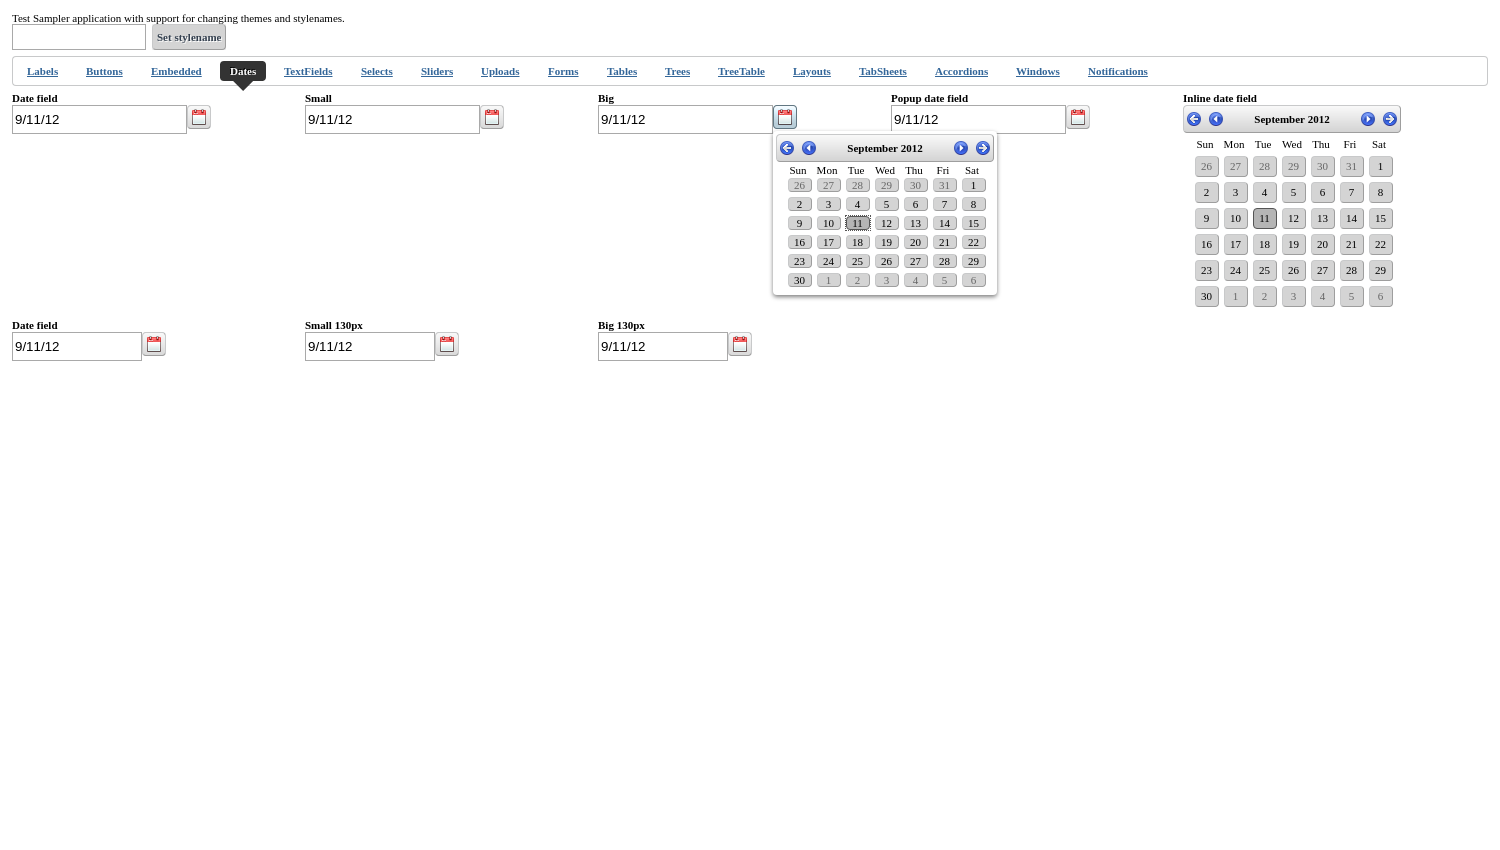 Test Sampler application with support for changing themes and stylenames.
Set stylename
Labels Buttons Embedded Dates TextFields Selects Sliders Uploads Forms Tables Trees TreeTable Layouts TabSheets Accordions Windows Notifications
Date field Small Big Popup date field Inline date field
9/11/12 9/11/12 9/11/12 9/11/12
September 2012
Sun Mon Tue Wed Thu Fri Sat
26 27 28 29 30 31 1
2 3 4 5 6 7 8
9 10 11 12 13 14 15
16 17 18 19 20 21 22
23 24 25 26 27 28 29
30 1 2 3 4 5 6
September 2012
Sun Mon Tue Wed Thu Fri Sat
26 27 28 29 30 31 1
2 3 4 5 6 7 8
9 10 11 12 13 14 15
16 17 18 19 20 21 22
23 24 25 26 27 28 29
30 1 2 3 4 5 6
Date field Small 130px Big 130px
9/11/12 9/11/12 9/11/12